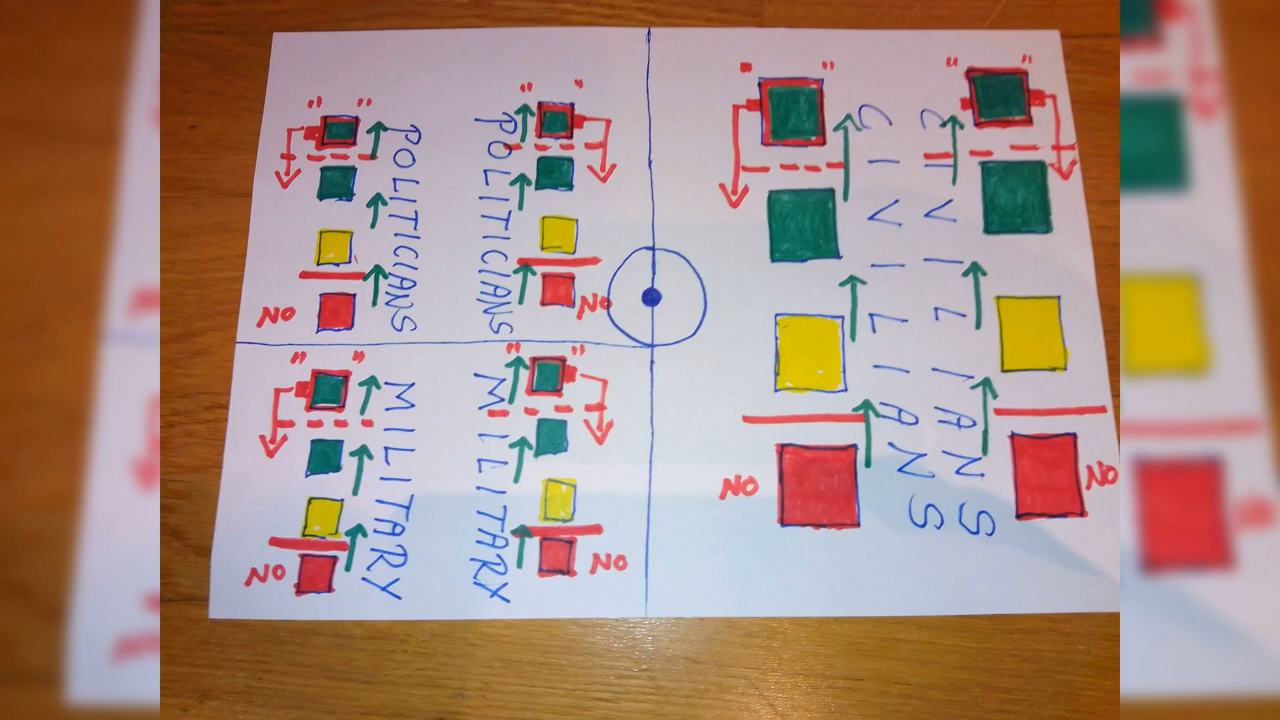 " "
POLITICIANS
NO
" "
POLITICIANS
NO
" "
CIVILIANS
NO
" "
CIVILIANS
NO
" "
MILITARY
NO
" "
MILITARY
NO